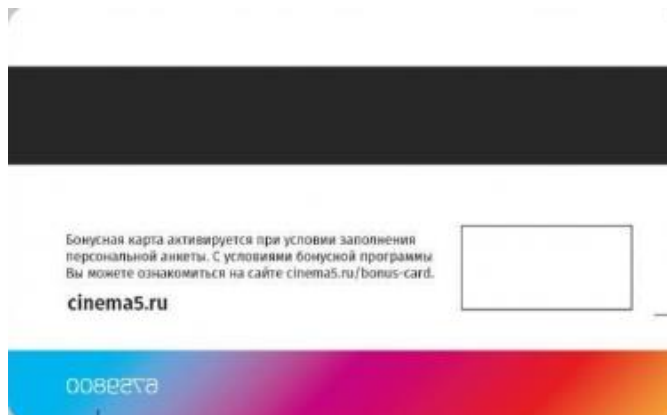 Бонусная карта активируется при условии заполнения
персональной анкеты. С условиями бонусной программы
Вы можете ознакомиться на сайте cinema5.ru/bonus-card.
cinema5.ru
6759800